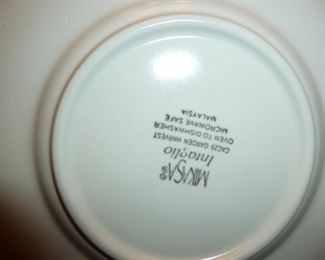 MIKASA®
Intaglio
CAC29 GARDEN HARVEST
OVEN TO DISHWASHER
MICROWAVE SAFE
MALAYSIA